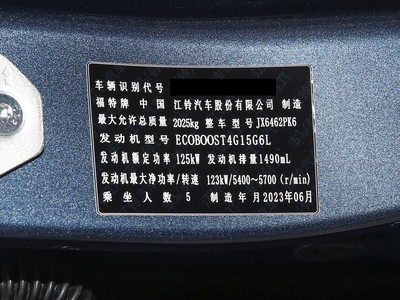 车辆识别代号
福特牌 中国 江铃汽车股份有限公司 制造
最大允许总质量 2025kg 整车型号 JX6462PK6
发动机型号 ECOBOOST4G15G6L
发动机额定功率 125kW 发动机排量 1490mL
发动机最大净功率/转速 123kW/5400~5700 (r/min)
乘坐人数 5 制造年月 2023年06月